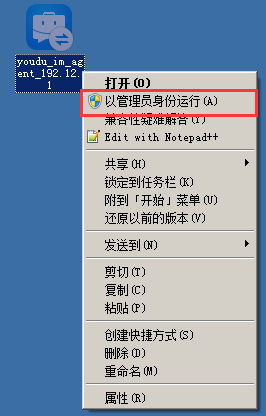 youdu_im_ag
ent_192.12.
1
打开(O)
以管理员身份运行(A)
兼容性疑难解答(Y)
Edit with Notepad++
共享(H)
锁定到任务栏(K)
附到「开始」菜单(U)
还原以前的版本(V)
发送到(N)
剪切(T)
复制(C)
粘贴(P)
创建快捷方式(S)
删除(D)
重命名(M)
属性(R)